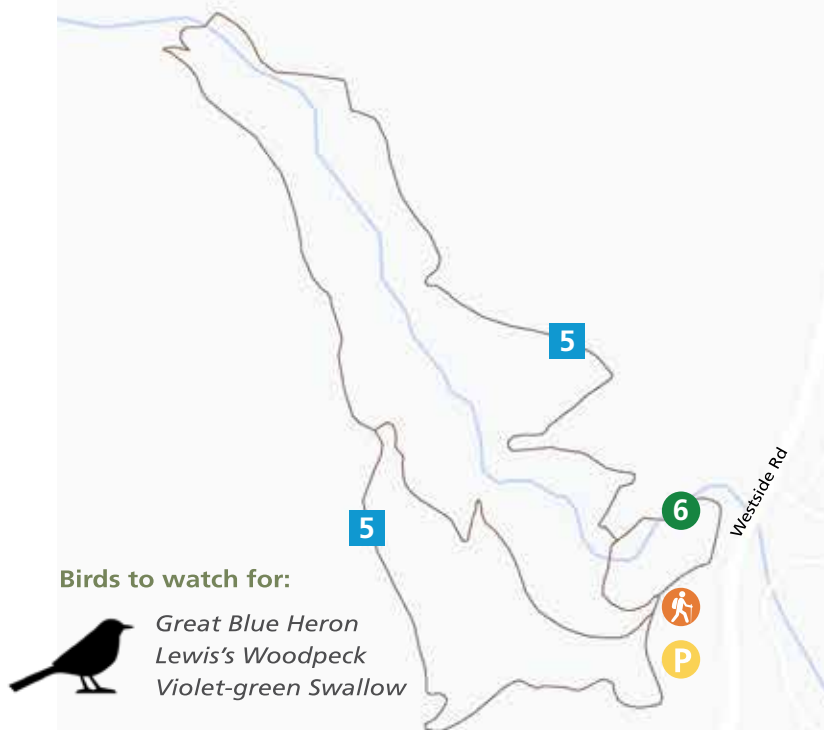 5
6
Westside Rd
5
P
Birds to watch for:
Great Blue Heron
Lewis's Woodpeck
Violet-green Swallow